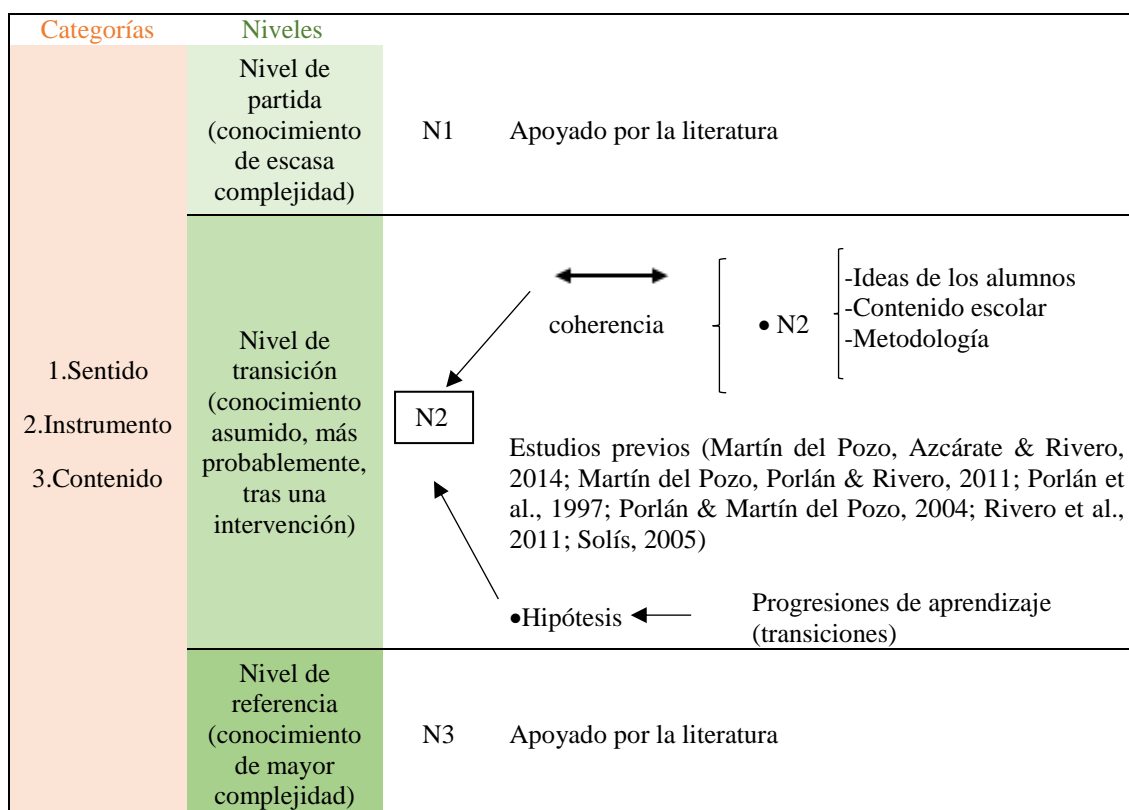 Categorías
Niveles
1.Sentido
2.Instrumento
3.Contenido
Nivel de
partida
(conocimiento
de escasa
complejidad)
N1
Apoyado por la literatura
Nivel de
transición
(conocimiento
asumido, más
probablemente,
tras una
intervención)
N2
coherencia
• N2
-Ideas de los alumnos
-Contenido escolar
-Metodología
Estudios previos (Martín del Pozo, Azcárate & Rivero,
2014; Martín del Pozo, Porlán & Rivero, 2011; Porlán et
al., 1997; Porlán & Martín del Pozo, 2004; Rivero et al.,
2011; Solís, 2005)
•Hipótesis
Progresiones de aprendizaje
(transiciones)
Nivel de
referencia
(conocimiento
de mayor
complejidad)
N3
Apoyado por la literatura